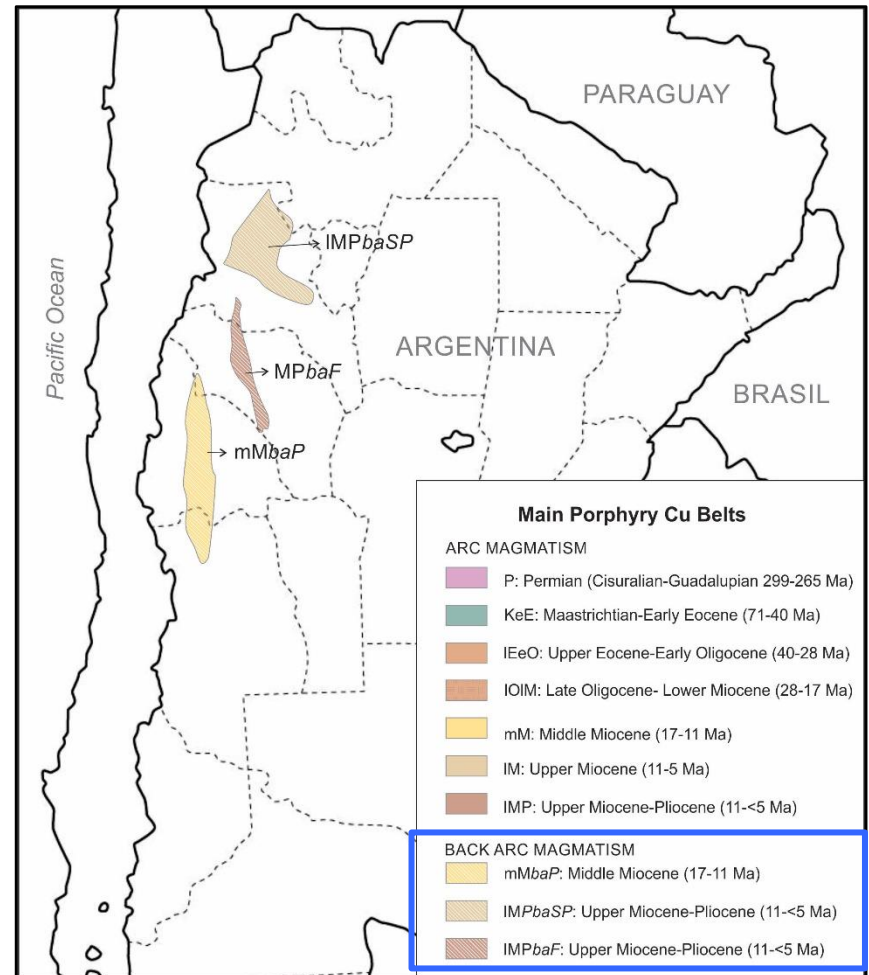 PARAGUAY
lMPbaSP
Pacific Ocean
ARGENTINA
MPbaF
BRASIL
mMbaP
Main Porphyry Cu Belts
ARC MAGMATISM
P: Permian (Cisuralian-Guadalupian 299-265 Ma)
KeE: Maastrichtian-Early Eocene (71-40 Ma)
lEeO: Upper Eocene-Early Oligocene (40-28 Ma)
lOlM: Late Oligocene- Lower Miocene (28-17 Ma)
mM: Middle Miocene (17-11 Ma)
lM: Upper Miocene (11-5 Ma)
lMP: Upper Miocene-Pliocene (11-<5 Ma)
BACK ARC MAGMATISM
mMbaP: Middle Miocene (17-11 Ma)
lMPbaSP: Upper Miocene-Pliocene (11-<5 Ma)
lMPbaF: Upper Miocene-Pliocene (11-<5 Ma)